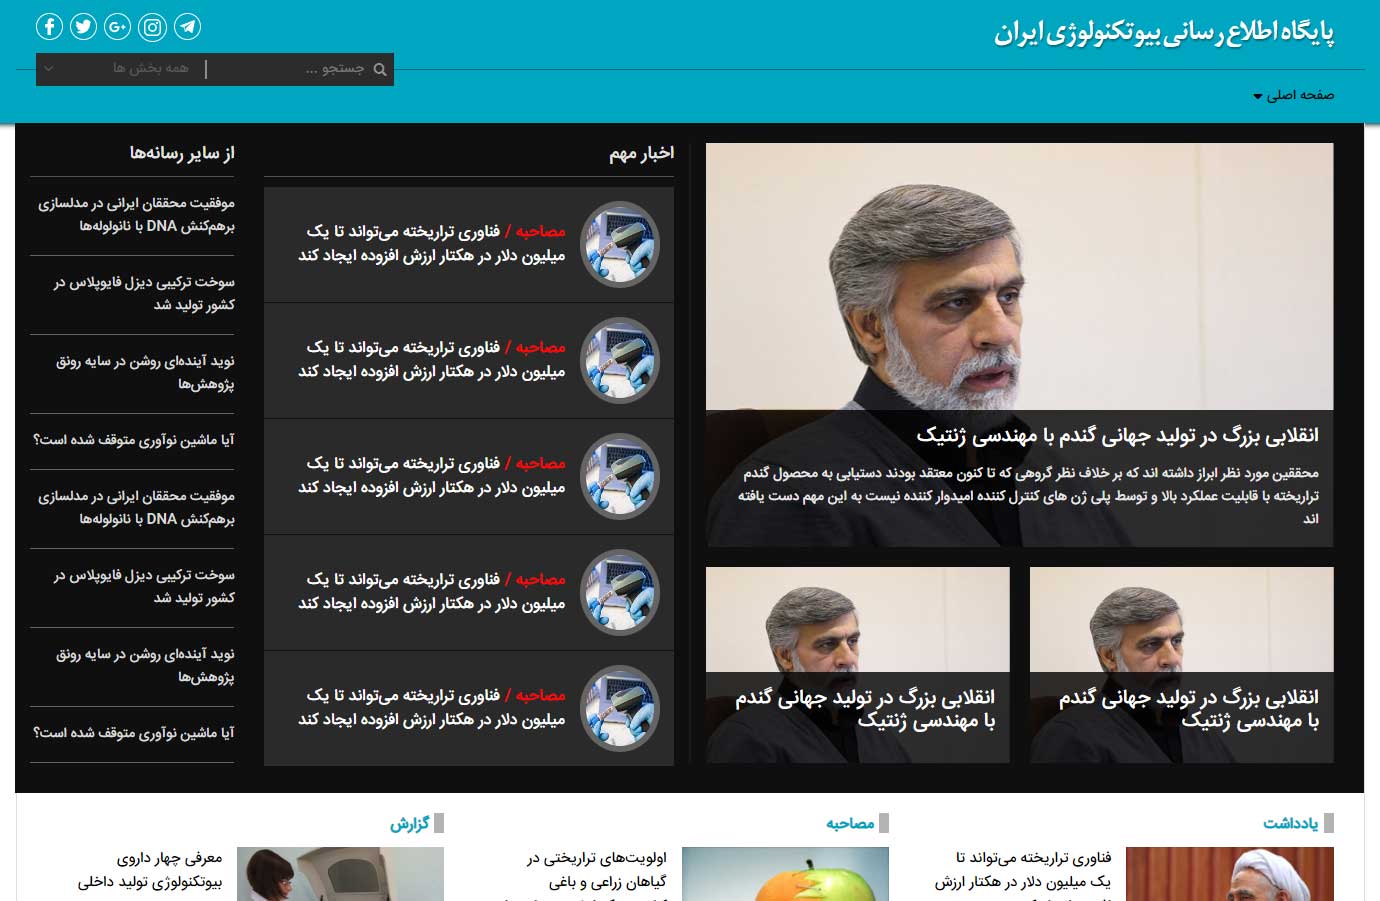 پایگاه اطلاع رسانی بیوتکنولوژی ایران
جستجو ...
همه بخش ها
صفحه اصلی
انقلابی بزرگ در تولید جهانی گندم با مهندسی ژنتیک
محققین مورد نظر ابراز داشته اند که بر خلاف نظر گروهی که تا کنون معتقد بودند دستیابی به محصول گندم
تراریخته با قابلیت عملکرد بالا و توسط پلی ژن های کنترل کننده امیدوار کننده نیست به این مهم دست یافته
اند
انقلابی بزرگ در تولید جهانی گندم
با مهندسی ژنتیک
انقلابی بزرگ در تولید جهانی گندم
با مهندسی ژنتیک
اخبار مهم
مصاحبه / فناوری تراریخته می‌تواند تا یک
میلیون دلار در هکتار ارزش افزوده ایجاد کند
مصاحبه / فناوری تراریخته می‌تواند تا یک
میلیون دلار در هکتار ارزش افزوده ایجاد کند
مصاحبه / فناوری تراریخته می‌تواند تا یک
میلیون دلار در هکتار ارزش افزوده ایجاد کند
مصاحبه / فناوری تراریخته می‌تواند تا یک
میلیون دلار در هکتار ارزش افزوده ایجاد کند
مصاحبه / فناوری تراریخته می‌تواند تا یک
میلیون دلار در هکتار ارزش افزوده ایجاد کند
از سایر رسانه‌ها
موفقیت محققان ایرانی در مدلسازی
برهم‌کنش DNA با نانولوله‌ها
سوخت ترکیبی دیزل فایوپلاس در
کشور تولید شد
نوید آینده‌ای روشن در سایه رونق
پژوهش‌ها
آیا ماشین نوآوری متوقف شده است؟
موفقیت محققان ایرانی در مدلسازی
برهم‌کنش DNA با نانولوله‌ها
سوخت ترکیبی دیزل فایوپلاس در
کشور تولید شد
نوید آینده‌ای روشن در سایه رونق
پژوهش‌ها
آیا ماشین نوآوری متوقف شده است؟
یادداشت
فناوری تراریخته می‌تواند تا
یک میلیون دلار در هکتار ارزش
مصاحبه
اولویت‌های تراریختی در
گیاهان زراعی و باغی
گزارش
معرفی چهار داروی
بیوتکنولوژی تولید داخلی